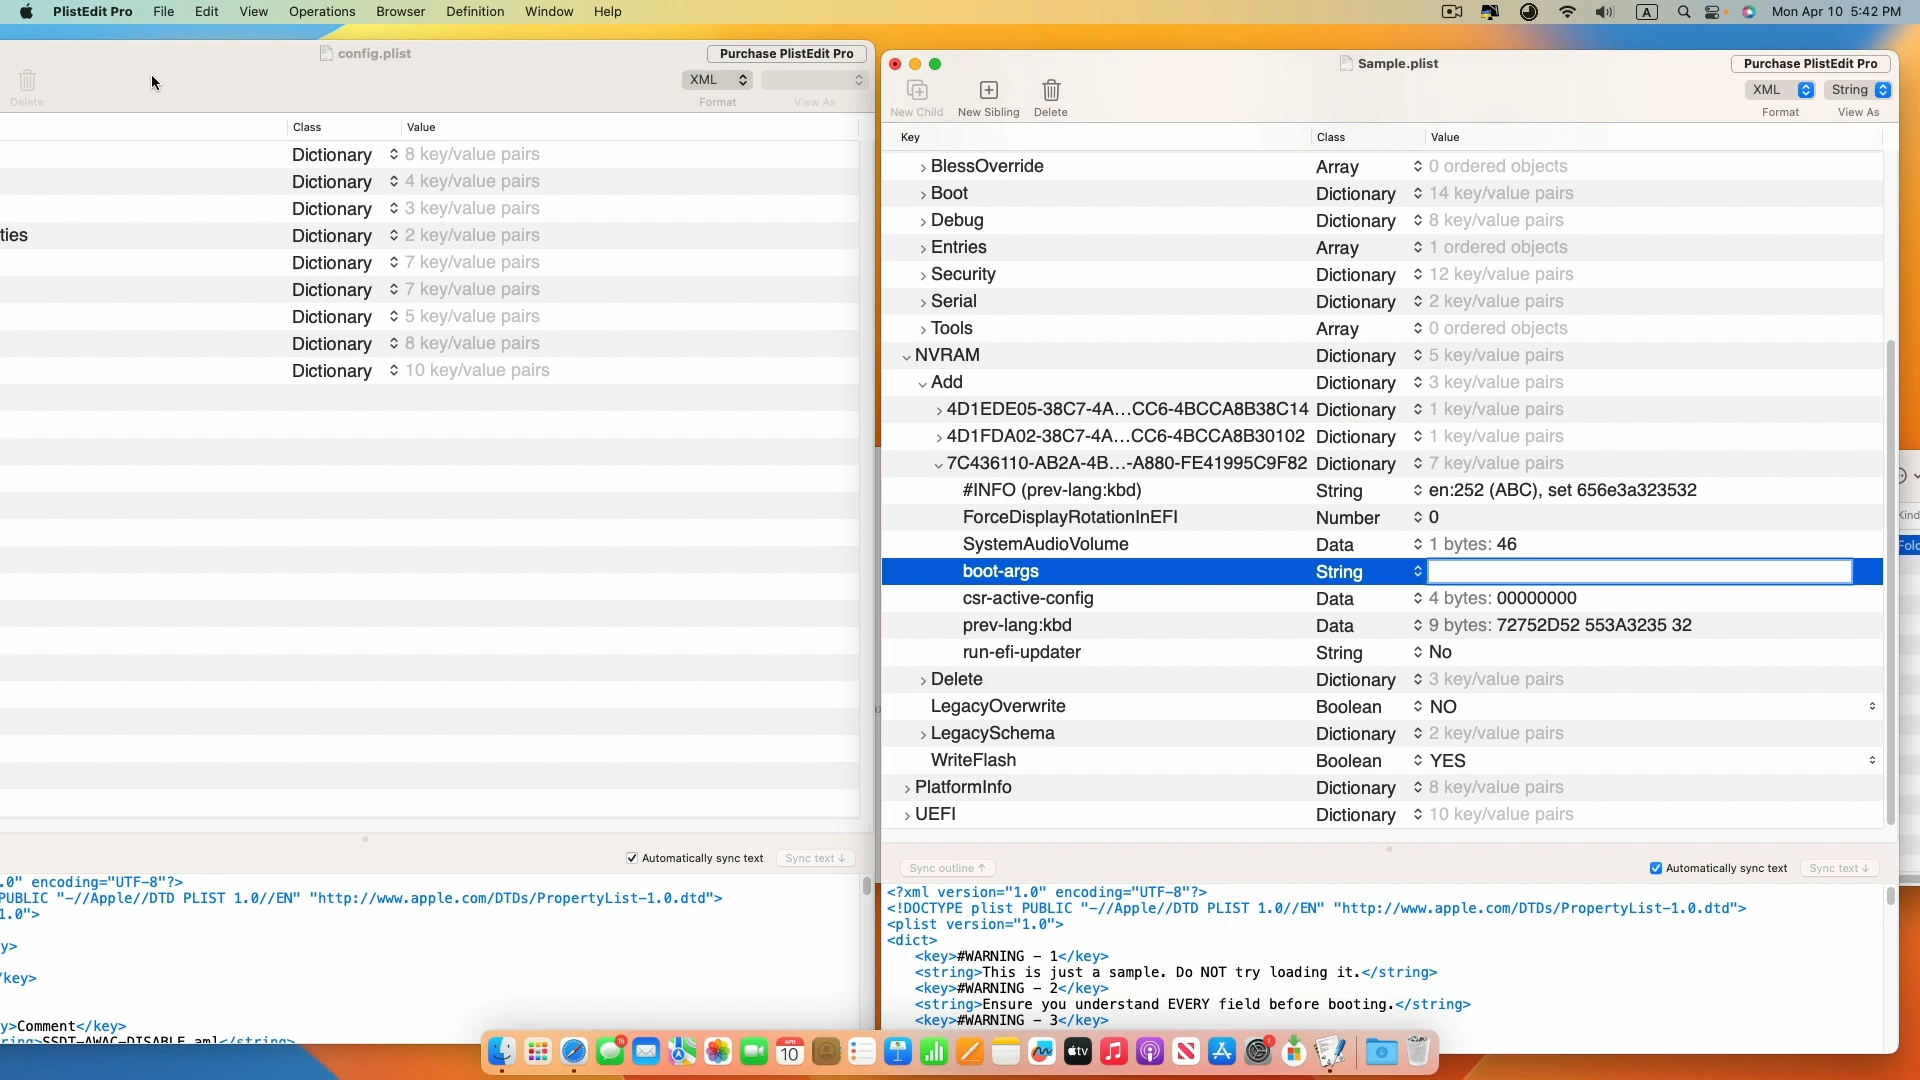 PlistEdit Pro File Edit View Operations Browser Definition Window Help A Mon Apr 10 5:42 PM
config.plist Purchase PlistEdit Pro
Delete XML Format View As
Class Value
Dictionary 8 key/value pairs
Dictionary 4 key/value pairs
Dictionary 3 key/value pairs
ties Dictionary 2 key/value pairs
Dictionary 7 key/value pairs
Dictionary 7 key/value pairs
Dictionary 5 key/value pairs
Dictionary 8 key/value pairs
Dictionary 10 key/value pairs
Automatically sync text Sync text ↓
.0" encoding="UTF-8"?>
PUBLIC "-//Apple//DTD PLIST 1.0//EN" "http://www.apple.com/DTDs/PropertyList-1.0.dtd">
1.0">
y>
/key>
y>Comment</key>
ring>SSDT-AWAC-DISABLE.aml</string>
Sample.plist Purchase PlistEdit Pro
New Child New Sibling Delete XML Format String View As
Key Class Value
BlessOverride Array 0 ordered objects
Boot Dictionary 14 key/value pairs
Debug Dictionary 8 key/value pairs
Entries Array 1 ordered objects
Security Dictionary 12 key/value pairs
Serial Dictionary 2 key/value pairs
Tools Array 0 ordered objects
NVRAM Dictionary 5 key/value pairs
Add Dictionary 3 key/value pairs
4D1EDE05-38C7-4A...CC6-4BCCA8B38C14 Dictionary 1 key/value pairs
4D1FDA02-38C7-4A...CC6-4BCCA8B30102 Dictionary 1 key/value pairs
7C436110-AB2A-4B...-A880-FE41995C9F82 Dictionary 7 key/value pairs
#INFO (prev-lang:kbd) String en:252 (ABC), set 656e3a323532
ForceDisplayRotationInEFI Number 0
SystemAudioVolume Data 1 bytes: 46
boot-args String
csr-active-config Data 4 bytes: 00000000
prev-lang:kbd Data 9 bytes: 72752D52 553A3235 32
run-efi-updater String No
Delete Dictionary 3 key/value pairs
LegacyOverwrite Boolean NO
LegacySchema Dictionary 2 key/value pairs
WriteFlash Boolean YES
PlatformInfo Dictionary 8 key/value pairs
UEFI Dictionary 10 key/value pairs
Sync outline ↑ Automatically sync text Sync text ↓
<?xml version="1.0" encoding="UTF-8"?>
<!DOCTYPE plist PUBLIC "-//Apple//DTD PLIST 1.0//EN" "http://www.apple.com/DTDs/PropertyList-1.0.dtd">
<plist version="1.0">
<dict>
<key>#WARNING - 1</key>
<string>This is just a sample. Do NOT try loading it.</string>
<key>#WARNING - 2</key>
<string>Ensure you understand EVERY field before booting.</string>
<key>#WARNING - 3</key>
Kind
Fold
APR
10
tv